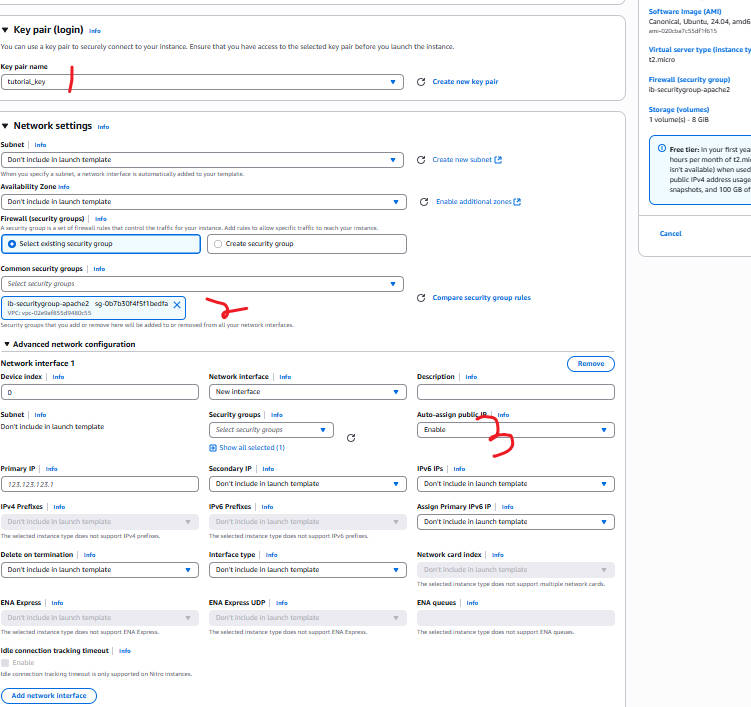 Key pair (login) Info
You can use a key pair to securely connect to your instance. Ensure that you have access to the selected key pair before you launch the instance.
Key pair name
tutorial_key
Create new key pair
1
Network settings Info
Subnet Info
Don't include in launch template
Create new subnet
When you specify a subnet, a network interface is automatically added to your template.
Availability Zone Info
Don't include in launch template
Enable additional zones
Firewall (security groups) Info
A security group is a set of firewall rules that control the traffic for your instance. Add rules to allow specific traffic to reach your instance.
Select existing security group
Create security group
Common security groups Info
Select security groups
lb-securitygroup-apache2 sg-0b7b30f4f5f1bedfa
VPC: vpc-02e9af855d9480c55
Compare security group rules
2
Security groups that you add or remove here will be added to or removed from all your network interfaces.
Advanced network configuration
Network interface 1
Remove
Device index Info
Network interface Info
Description Info
0
New interface
Subnet Info
Security groups Info
Auto-assign public IP Info
Don't include in launch template
Select security groups
Enable
3
Show all selected (1)
Primary IP Info
Secondary IP Info
IPv6 IPs Info
123.123.123.1
Don't include in launch template
Don't include in launch template
IPv4 Prefixes Info
IPv6 Prefixes Info
Assign Primary IPv6 IP Info
Don't include in launch template
Don't include in launch template
Don't include in launch template
The selected instance type does not support IPv4 prefixes.
The selected instance type does not support IPv6 prefixes.
Delete on termination Info
Interface type Info
Network card index Info
Don't include in launch template
Don't include in launch template
Don't include in launch template
The selected instance type does not support multiple network cards.
ENA Express Info
ENA Express UDP Info
ENA queues Info
Don't include in launch template
Don't include in launch template
The selected instance type does not support ENA Express.
The selected instance type does not support ENA Express.
The selected instance type does not support ENA queues.
Idle connection tracking timeout Info
Enable
Idle connection tracking timeout is only supported on Nitro instances.
Add network interface
Software Image (AMI)
Canonical, Ubuntu, 24.04, amd6
ami-020cba7c55df1f615
Virtual server type (instance ty
t2.micro
Firewall (security group)
lb-securitygroup-apache2
Storage (volumes)
1 volume(s) - 8 GiB
Free tier: In your first yea
hours per month of t2.mi
isn't available) when used
public IPv4 address usage
snapshots, and 100 GB of
Cancel